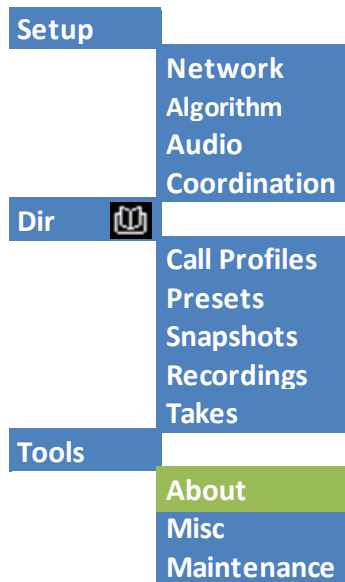 Setup
Network
Algorithm
Audio
Coordination
Dir
Call Profiles
Presets
Snapshots
Recordings
Takes
Tools
About
Misc
Maintenance